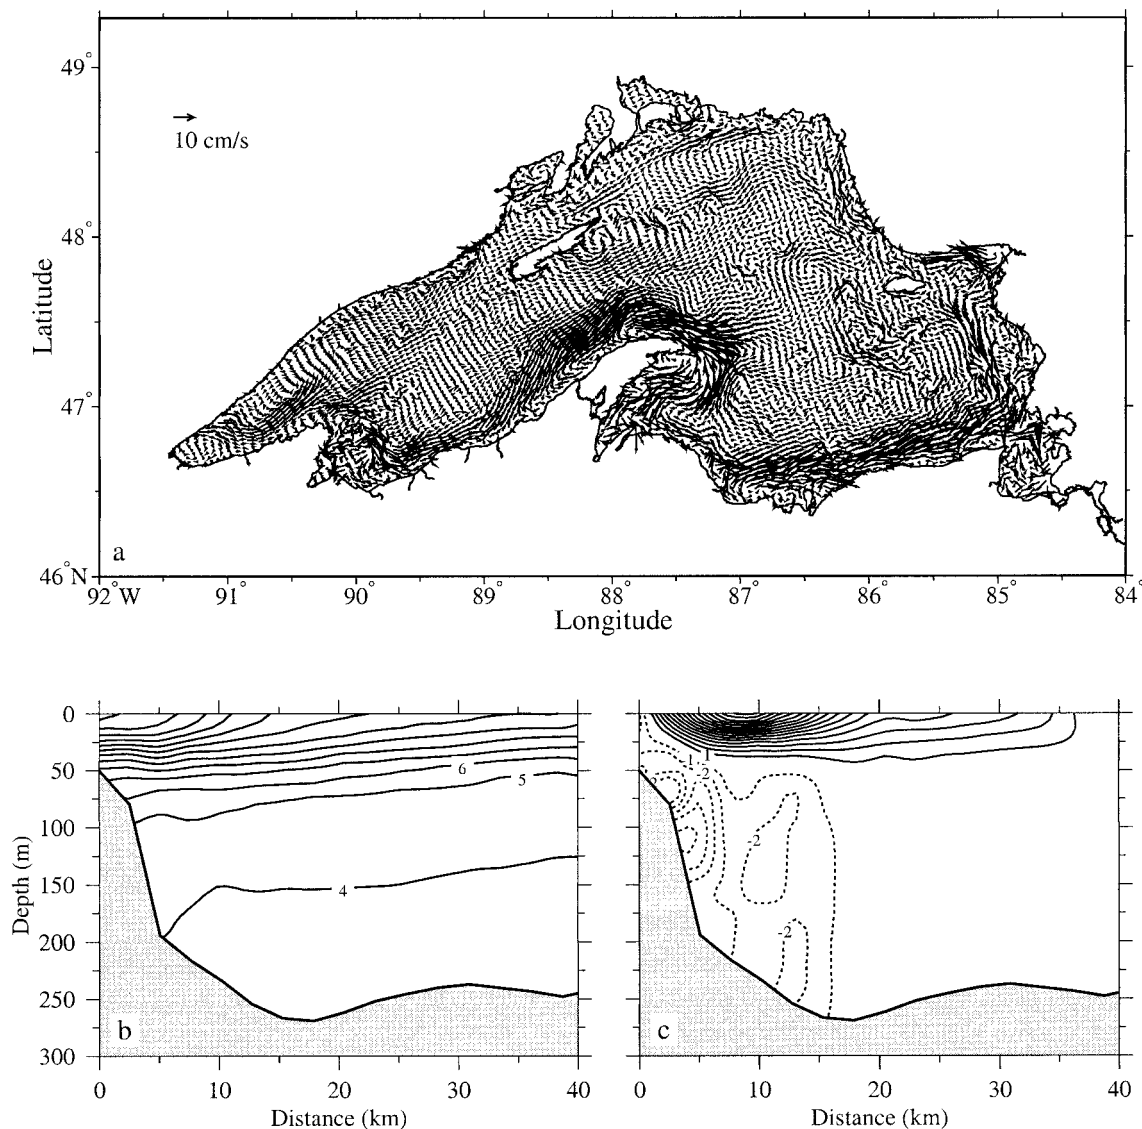 49°
10 cm/s
48°
Latitude
47°
a
46°N
92°W 91° 90° 89° 88° 87° 86° 85° 84°
Longitude
0
50
100
150
200
250
300
Depth (m)
6
5
4
b
0 10 20 30 40
Distance (km)
1 -1
-2
-2
-2
c
0 10 20 30 40
Distance (km)